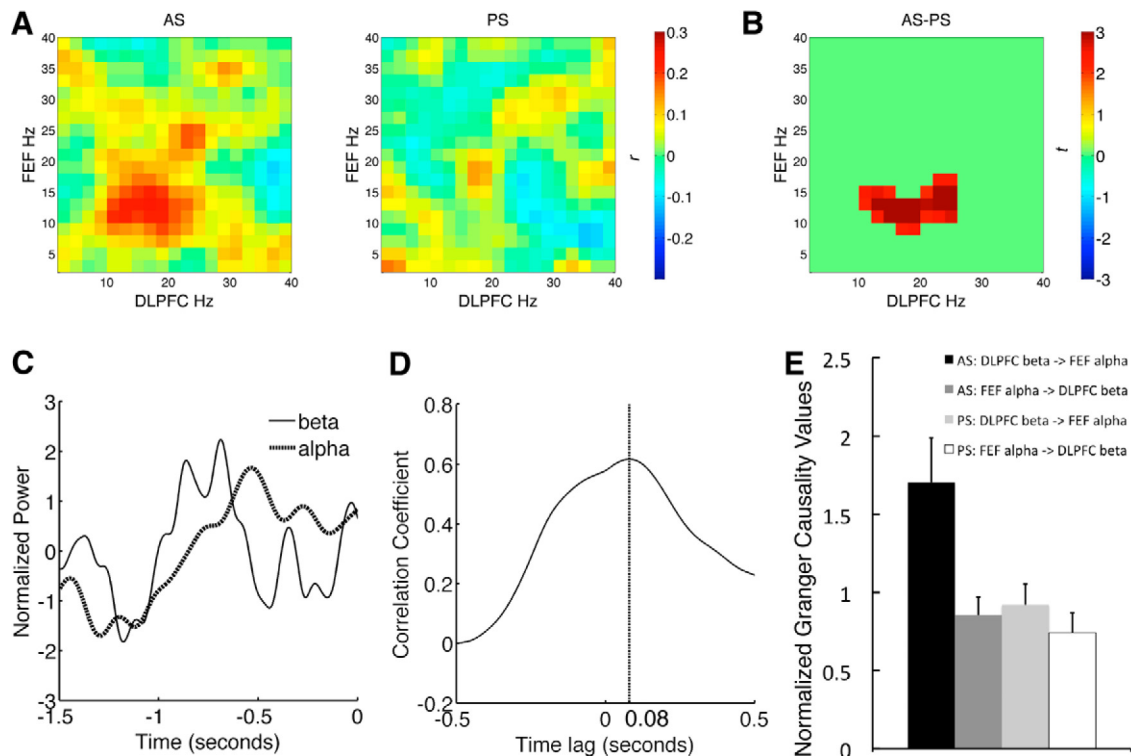 A
AS
PS
B
AS-PS
40
35
30
25
20
15
10
5
FEF Hz
10 20 30 40
DLPFC Hz
40
35
30
25
20
15
10
5
FEF Hz
10 20 30 40
DLPFC Hz
0.3
0.2
0.1
0
-0.1
-0.2
r
40
35
30
25
20
15
10
5
FEF Hz
10 20 30 40
DLPFC Hz
3
2
1
0
-1
-2
-3
t
C
3
2
1
0
-1
-2
-3
Normalized Power
beta
alpha
-1.5 -1 -0.5 0
Time (seconds)
D
0.8
0.6
0.4
0.2
0
-0.2
Correlation Coefficient
-0.5 0 0.08 0.5
Time lag (seconds)
E
2.5
2
1.5
1
0.5
0
Normalized Granger Causality Values
AS: DLPFC beta -> FEF alpha
AS: FEF alpha -> DLPFC beta
PS: DLPFC beta -> FEF alpha
PS: FEF alpha -> DLPFC beta